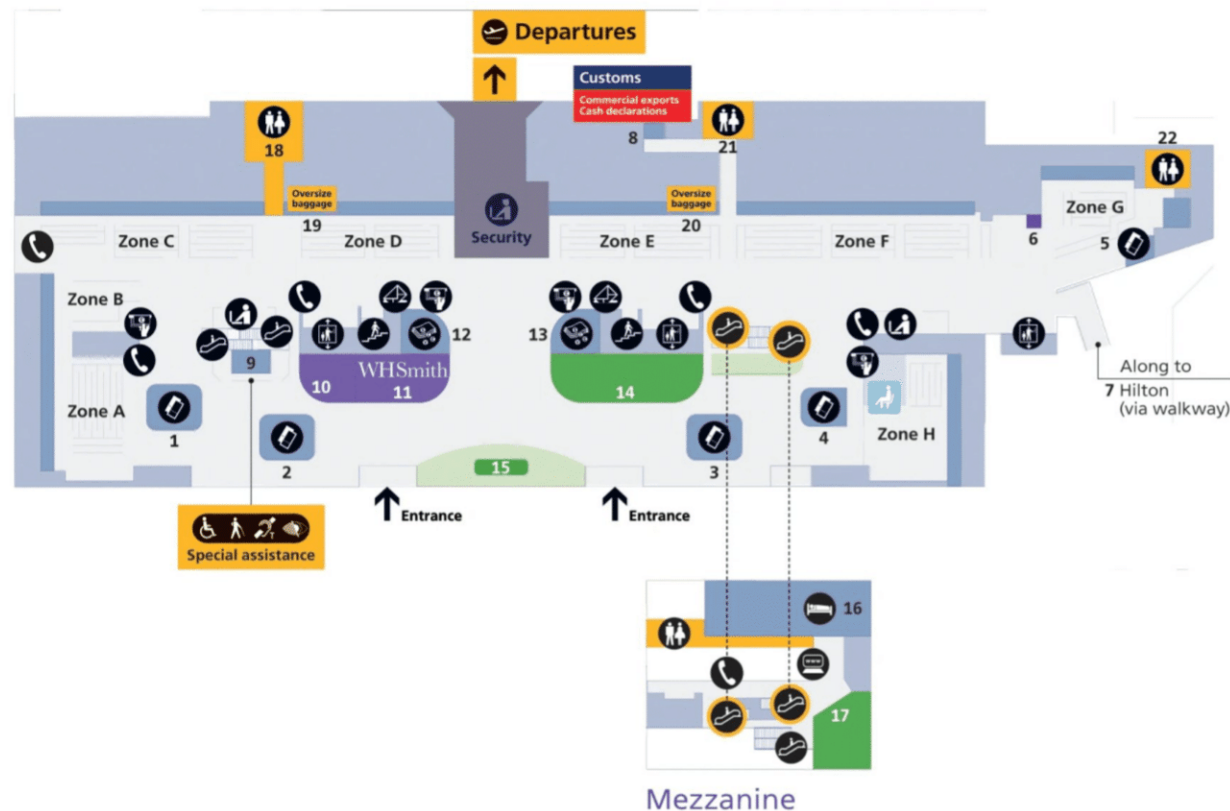 Departures
Customs
Commercial exports
Cash declarations
8
18
21
22
Oversize
baggage
19
Oversize
baggage
20
Security
Zone C
Zone D
Zone E
Zone F
Zone G
6
5
Zone B
12
13
9
WHSmith
10
11
14
Along to
7 Hilton
(via walkway)
Zone A
1
2
3
4
Zone H
15
Entrance
Entrance
Special assistance
16
www
17
Mezzanine